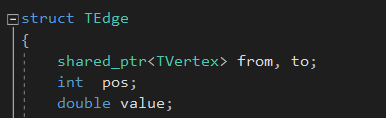 struct TEdge
{
shared_ptr<TVertex> from, to;
int  pos;
double value;